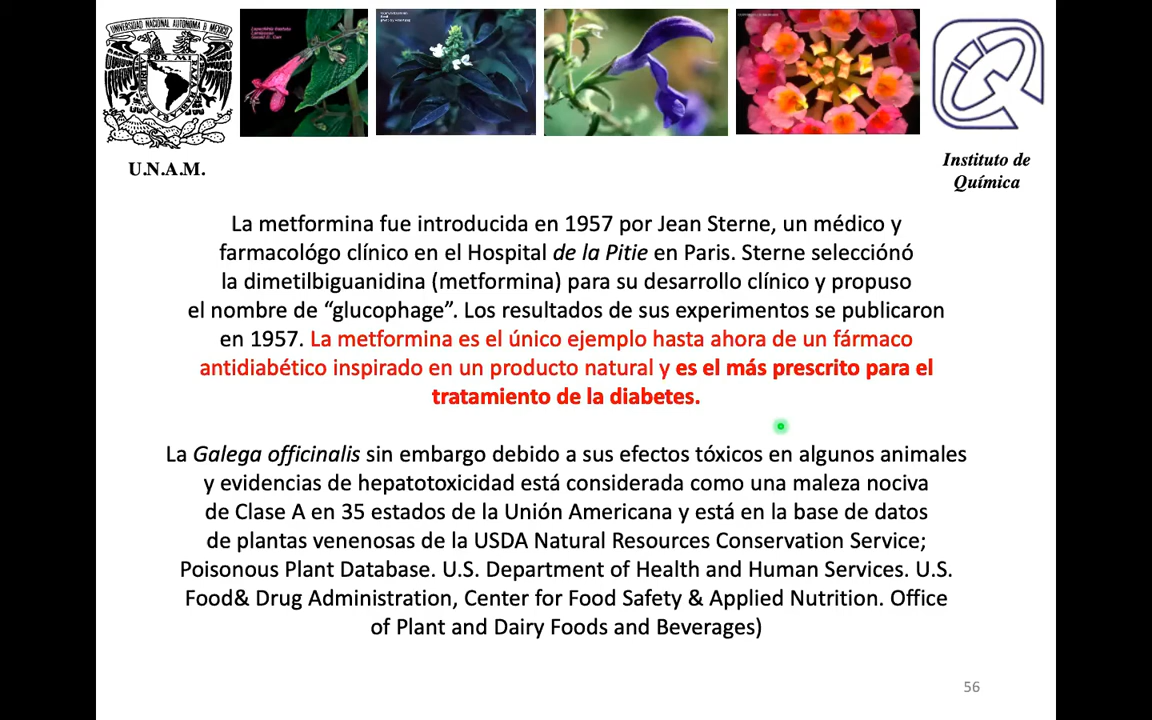 UNIVERSIDAD NACIONAL AUTONOMA DE MEXICO
U.N.A.M.
Instituto de
Química
La metformina fue introducida en 1957 por Jean Sterne, un médico y
farmacológo clínico en el Hospital de la Pitie en Paris. Sterne selecciónó
la dimetilbiguanidina (metformina) para su desarrollo clínico y propuso
el nombre de “glucophage”. Los resultados de sus experimentos se publicaron
en 1957. La metformina es el único ejemplo hasta ahora de un fármaco
antidiabético inspirado en un producto natural y es el más prescrito para el
tratamiento de la diabetes.
La Galega officinalis sin embargo debido a sus efectos tóxicos en algunos animales
y evidencias de hepatotoxicidad está considerada como una maleza nociva
de Clase A en 35 estados de la Unión Americana y está en la base de datos
de plantas venenosas de la USDA Natural Resources Conservation Service;
Poisonous Plant Database. U.S. Department of Health and Human Services. U.S.
Food& Drug Administration, Center for Food Safety & Applied Nutrition. Office
of Plant and Dairy Foods and Beverages)
56